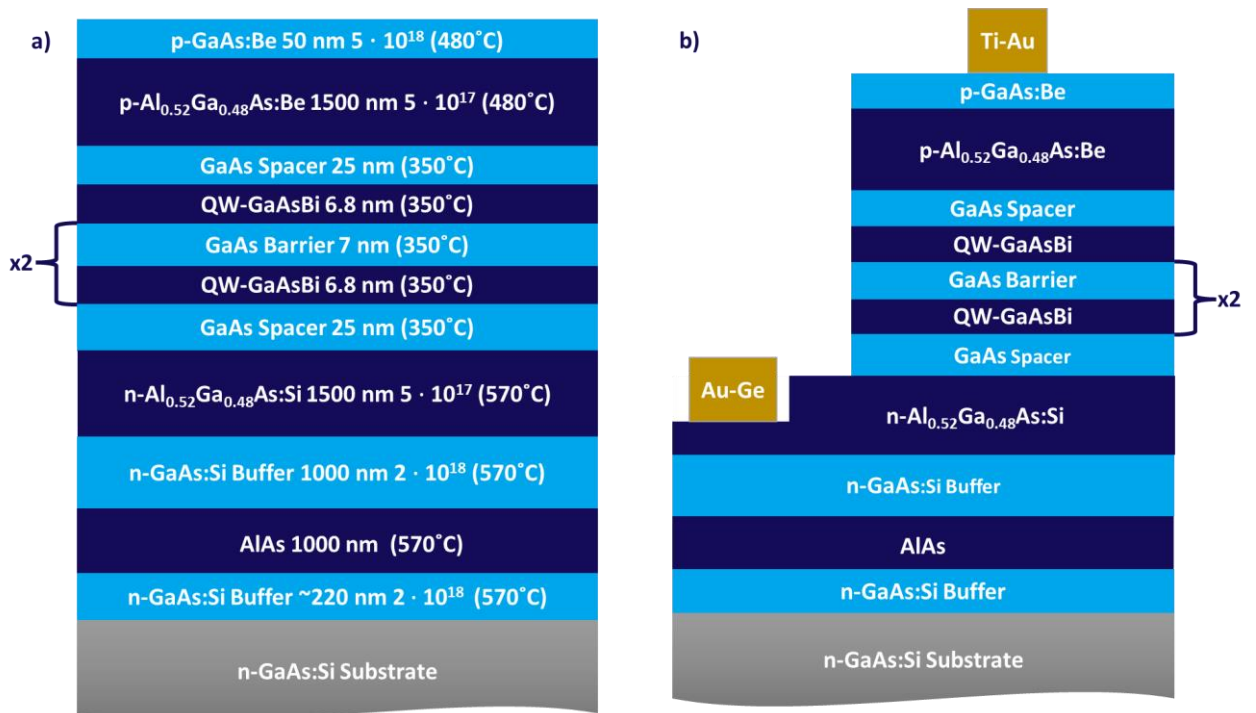 a)
p-GaAs:Be 50 nm 5 · 10¹⁸ (480˚C)
p-Al₀.₅₂Ga₀.₄₈As:Be 1500 nm 5 · 10¹⁷ (480˚C)
GaAs Spacer 25 nm (350˚C)
QW-GaAsBi 6.8 nm (350˚C)
x2
GaAs Barrier 7 nm (350˚C)
QW-GaAsBi 6.8 nm (350˚C)
GaAs Spacer 25 nm (350˚C)
n-Al₀.₅₂Ga₀.₄₈As:Si 1500 nm 5 · 10¹⁷ (570˚C)
n-GaAs:Si Buffer 1000 nm 2 · 10¹⁸ (570˚C)
AlAs 1000 nm (570˚C)
n-GaAs:Si Buffer ~220 nm 2 · 10¹⁸ (570˚C)
n-GaAs:Si Substrate
b)
Ti-Au
p-GaAs:Be
p-Al₀.₅₂Ga₀.₄₈As:Be
GaAs Spacer
QW-GaAsBi
GaAs Barrier
x2
QW-GaAsBi
GaAs Spacer
Au-Ge
n-Al₀.₅₂Ga₀.₄₈As:Si
n-GaAs:Si Buffer
AlAs
n-GaAs:Si Buffer
n-GaAs:Si Substrate